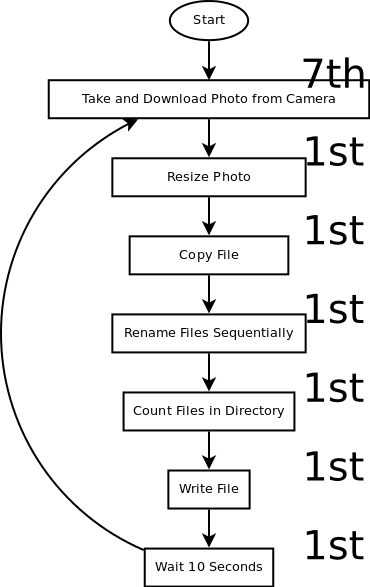 Start
7th
Take and Download Photo from Camera
1st
Resize Photo
1st
Copy File
1st
Rename Files Sequentially
1st
Count Files in Directory
1st
Write File
1st
Wait 10 Seconds